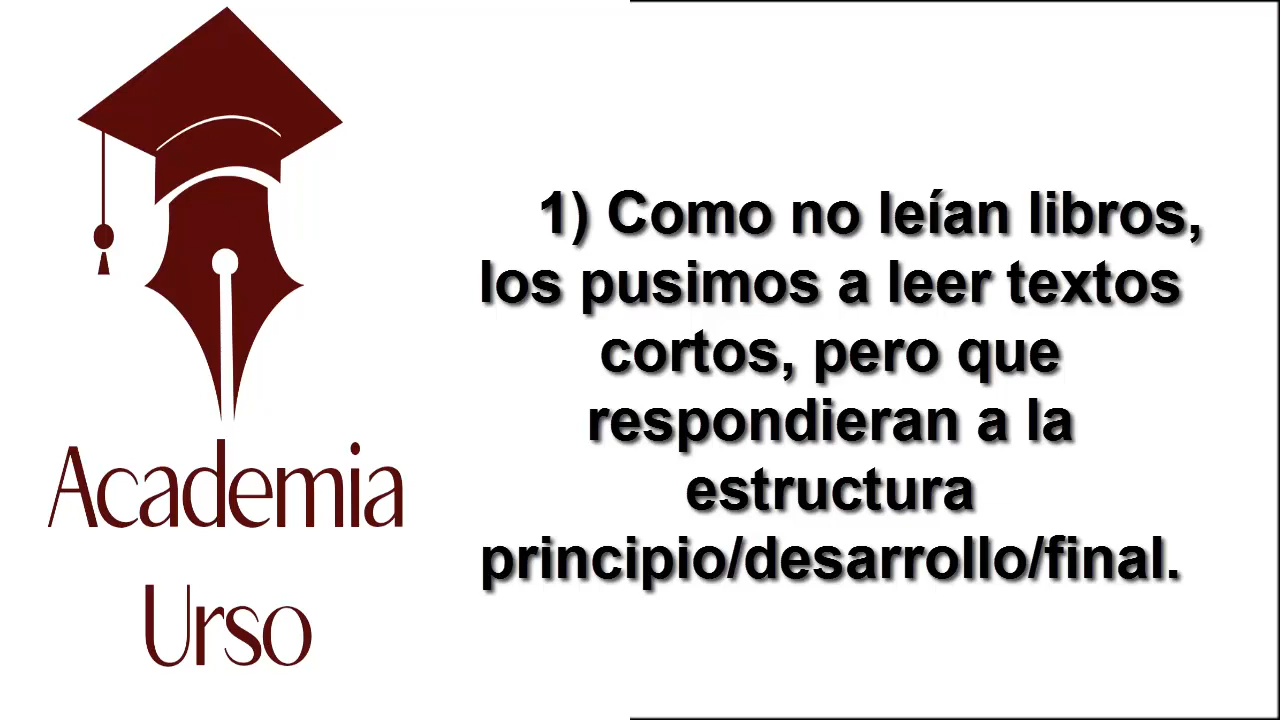 Academia
Urso
1) Como no leían libros,
los pusimos a leer textos
cortos, pero que
respondieran a la
estructura
principio/desarrollo/final.